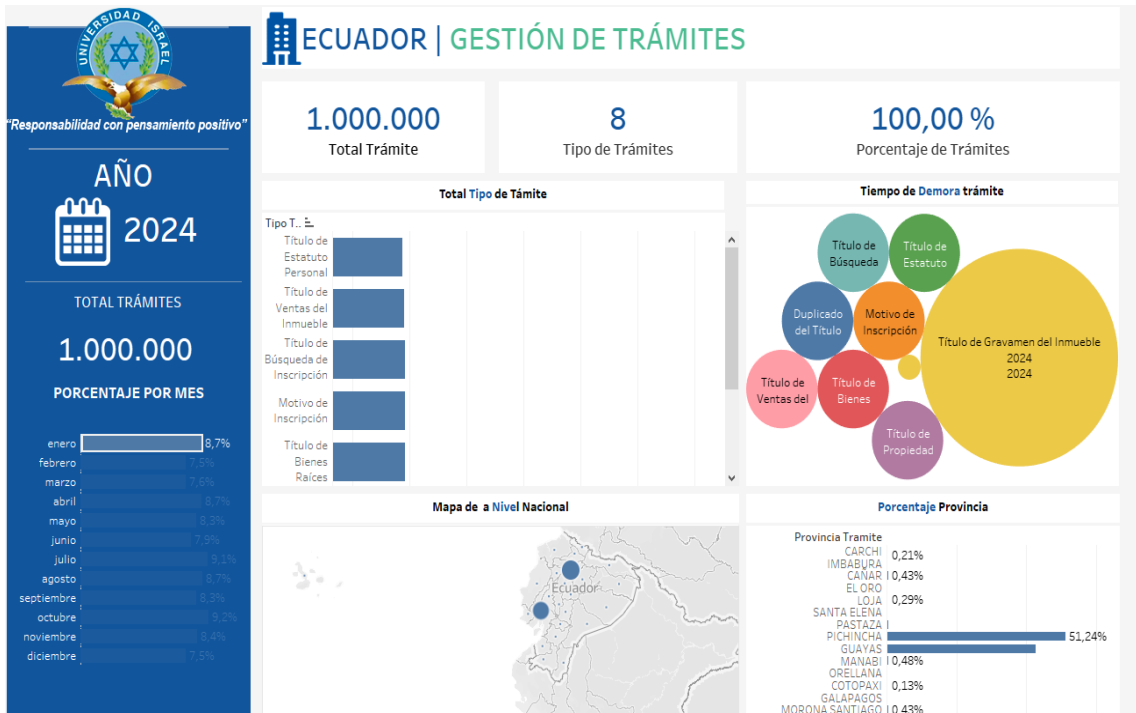 UNIVERSIDAD ISRAEL
"Responsabilidad con pensamiento positivo"
AÑO
2024
TOTAL TRÁMITES
1.000.000
PORCENTAJE POR MES
enero 8,7%
febrero 7,5%
marzo 7,6%
abril 8,7%
mayo 8,3%
junio 7,9%
julio 9,1%
agosto 8,7%
septiembre 8,3%
octubre 9,2%
noviembre 8,4%
diciembre 7,5%
ECUADOR | GESTIÓN DE TRÁMITES
1.000.000
Total Trámite
8
Tipo de Trámites
100,00 %
Porcentaje de Trámites
Total Tipo de Támite
Tipo T..
Título de
Estatuto
Personal
Título de
Ventas del
Inmueble
Título de
Búsqueda de
Inscripción
Motivo de
Inscripción
Título de
Bienes
Raíces
Tiempo de Demora trámite
Título de
Búsqueda
Título de
Estatuto
Duplicado
del Título
Motivo de
Inscripción
Título de Gravamen del Inmueble
2024
2024
Título de
Ventas del
Título de
Bienes
Título de
Propiedad
Mapa de a Nivel Nacional
Ecuador
Porcentaje Provincia
Provincia Tramite
CARCHI 0,21%
IMBABURA
CAÑAR 0,43%
EL ORO
LOJA 0,29%
SANTA ELENA
PASTAZA
PICHINCHA 51,24%
GUAYAS
MANABI 0,48%
ORELLANA
COTOPAXI 0,13%
GALAPAGOS
MORONA SANTIAGO 0,43%